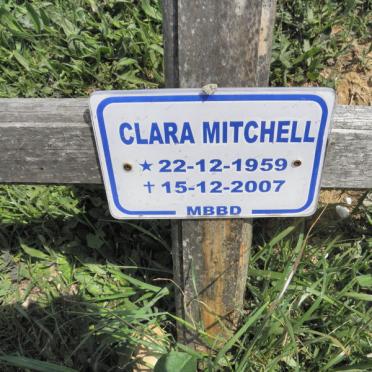 CLARA MITCHELL
★ 22-12-1959
† 15-12-2007
MBBD